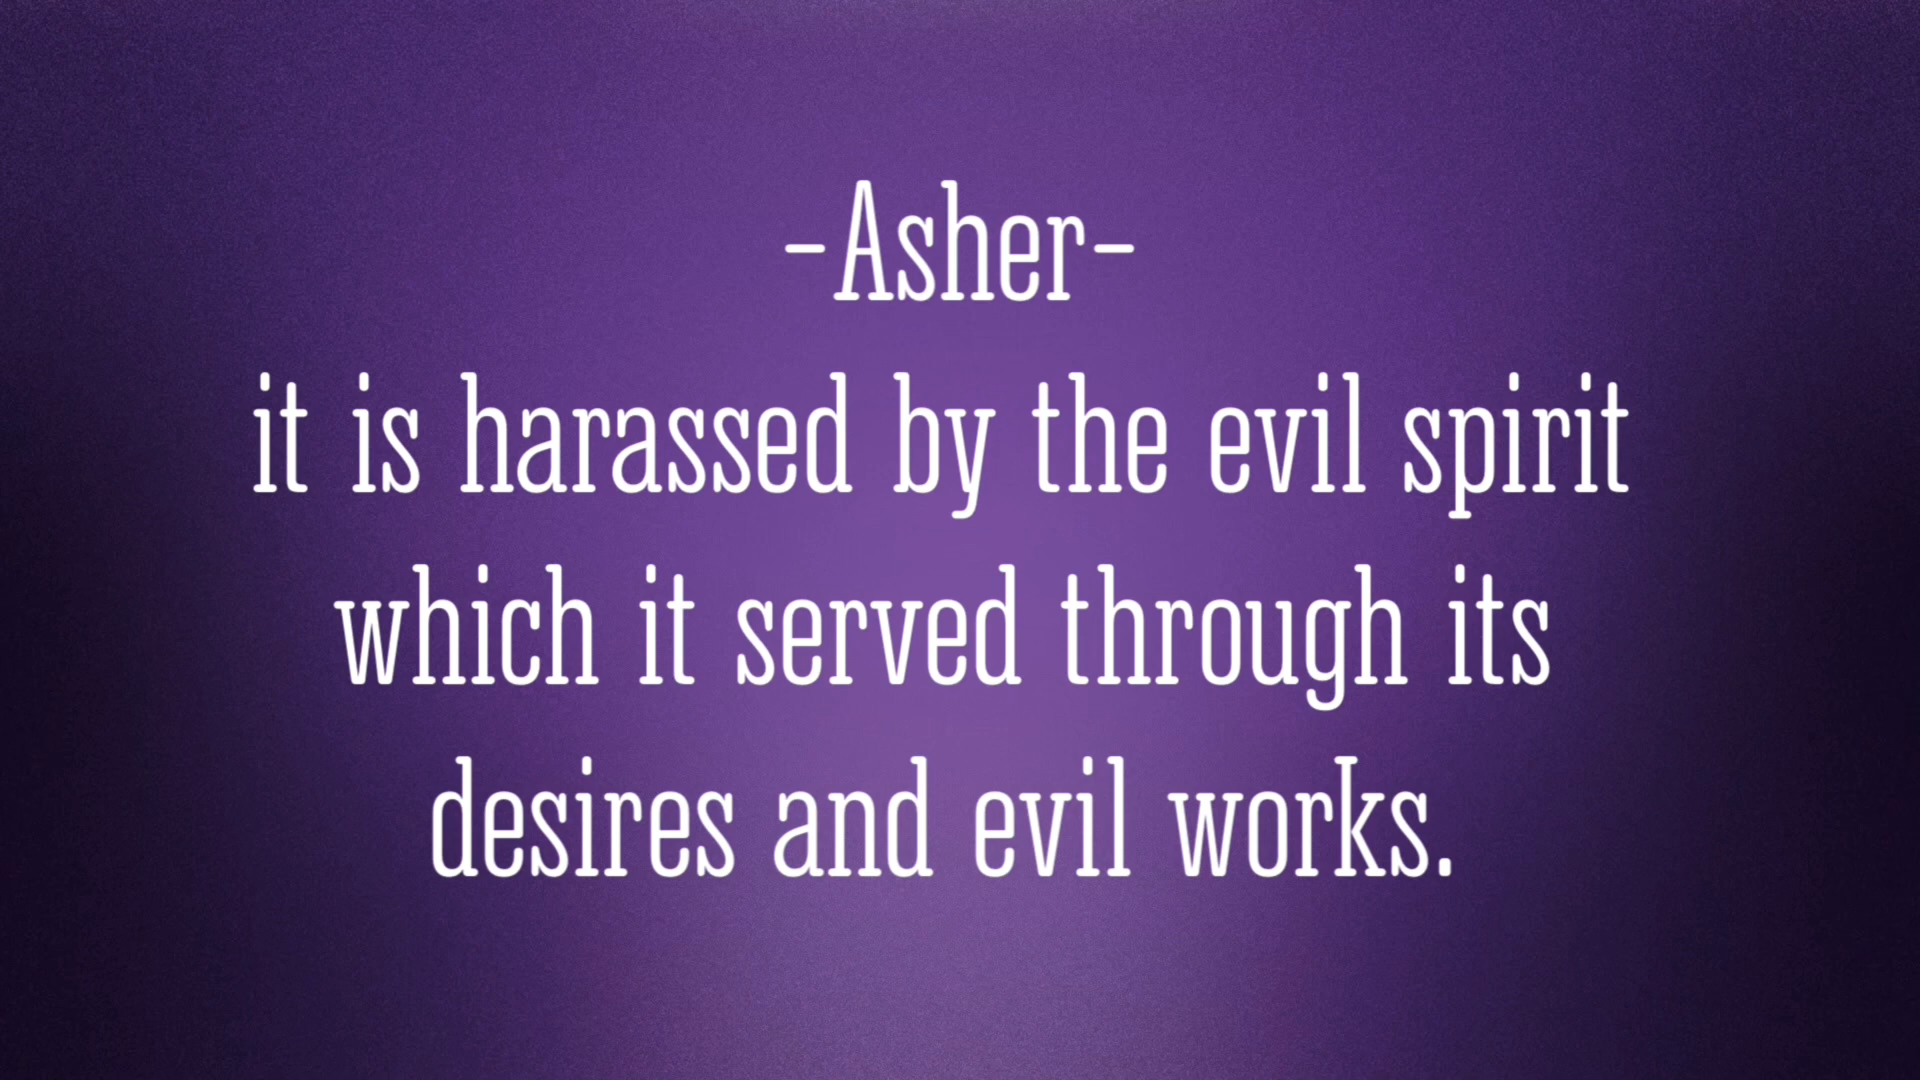 -Asher-
it is harassed by the evil spirit
which it served through its
desires and evil works.